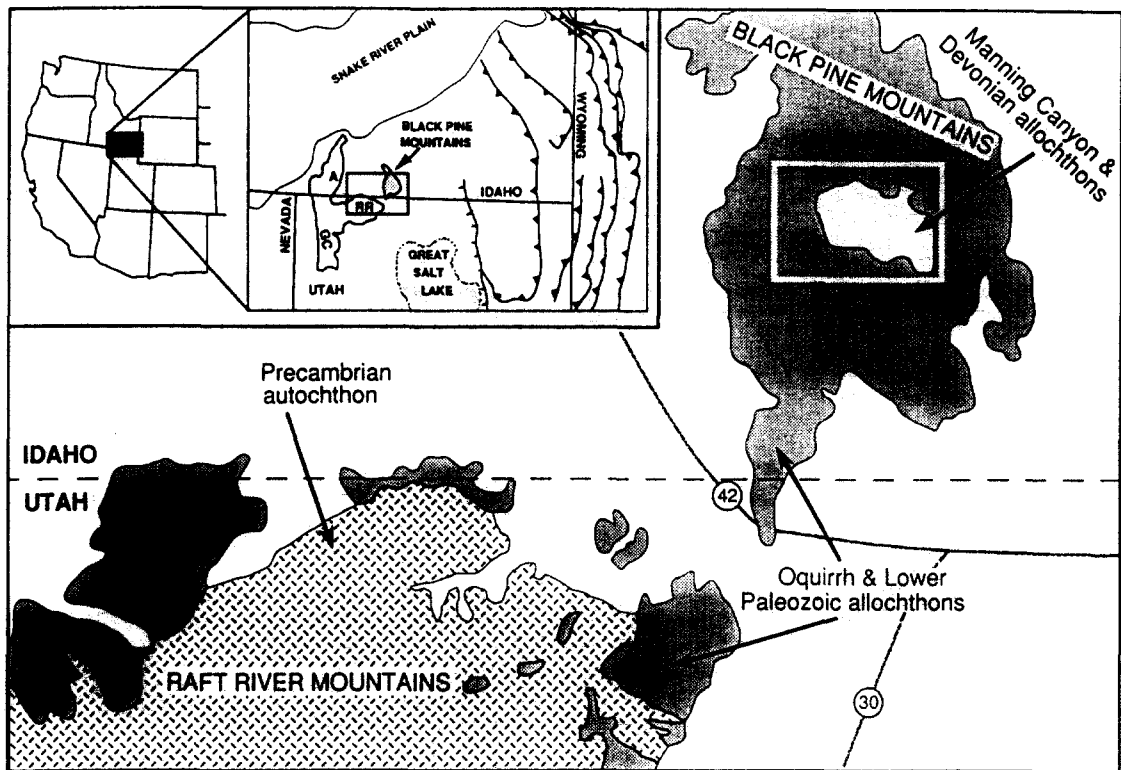 SNAKE RIVER PLAIN
BLACK PINE
MOUNTAINS
WYOMING
IDAHO
A
RR
GC
NEVADA
UTAH
GREAT
SALT
LAKE
BLACK PINE MOUNTAINS
Manning Canyon &
Devonian allochthons
Precambrian
autochthon
IDAHO
UTAH
42
Oquirrh & Lower
Paleozoic allochthons
RAFT RIVER MOUNTAINS
30